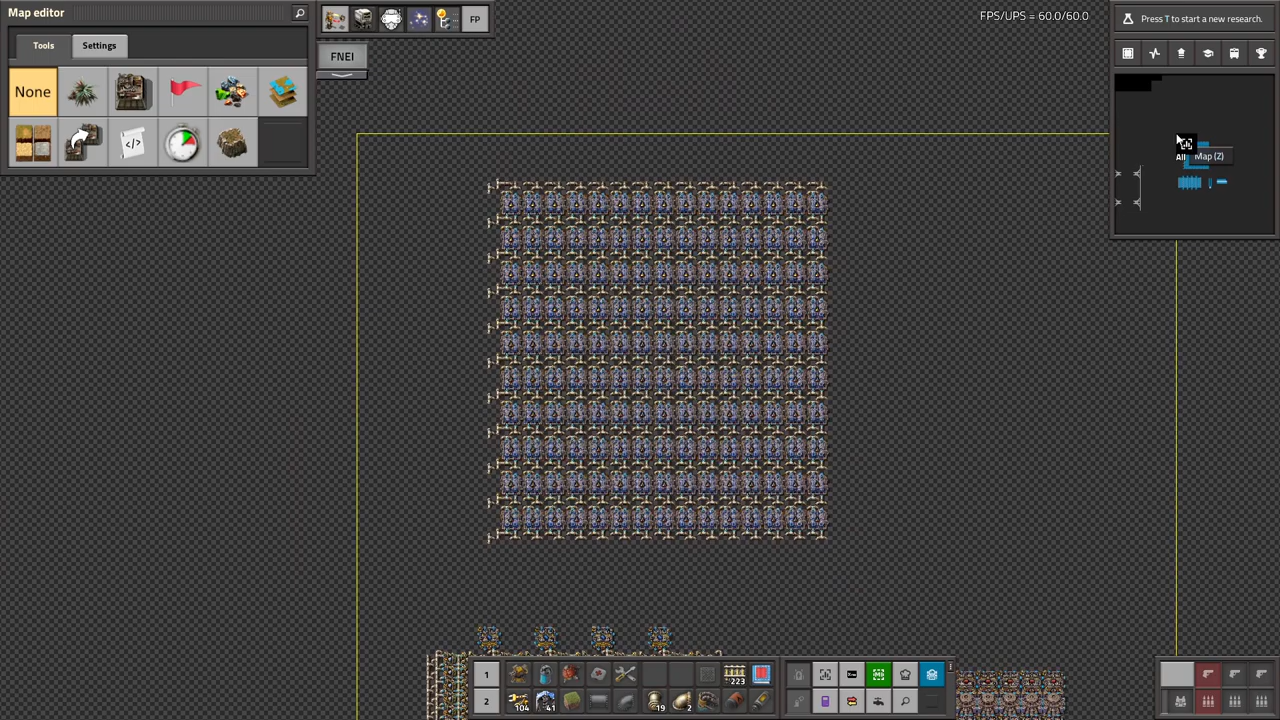 Map editor
FPS/UPS = 60.0/60.0
Press T to start a new research.
Tools
Settings
FP
FNEI
None
</>
All
Map (Z)
1
223
2
104
41
19
2